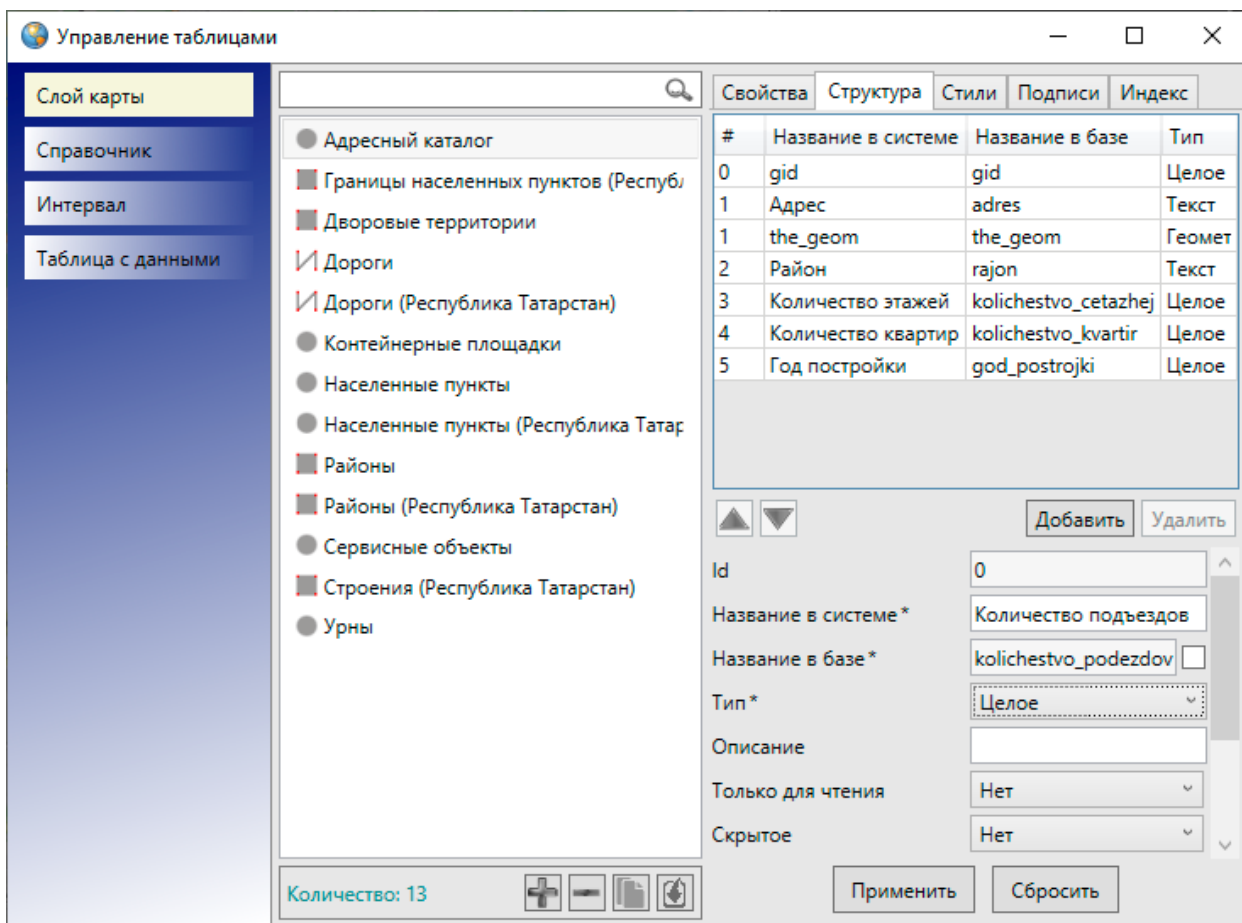 Управление таблицами
Слой карты
Справочник
Интервал
Таблица с данными
Адресный каталог
Границы населенных пунктов (Республ
Дворовые территории
Дороги
Дороги (Республика Татарстан)
Контейнерные площадки
Населенные пункты
Населенные пункты (Республика Татар
Районы
Районы (Республика Татарстан)
Сервисные объекты
Строения (Республика Татарстан)
Урны
Количество: 13
Свойства Структура Стили Подписи Индекс
# Название в системе Название в базе Тип
0 gid gid Целое
1 Адрес adres Текст
1 the_geom the_geom Геомет
2 Район rajon Текст
3 Количество этажей kolichestvo_cetazhej Целое
4 Количество квартир kolichestvo_kvartir Целое
5 Год постройки god_postrojki Целое
Добавить Удалить
Id 0
Название в системе* Количество подъездов
Название в базе* kolichestvo_podezdov
Тип* Целое
Описание
Только для чтения Нет
Скрытое Нет
Применить Сбросить